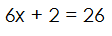 6x + 2 = 26